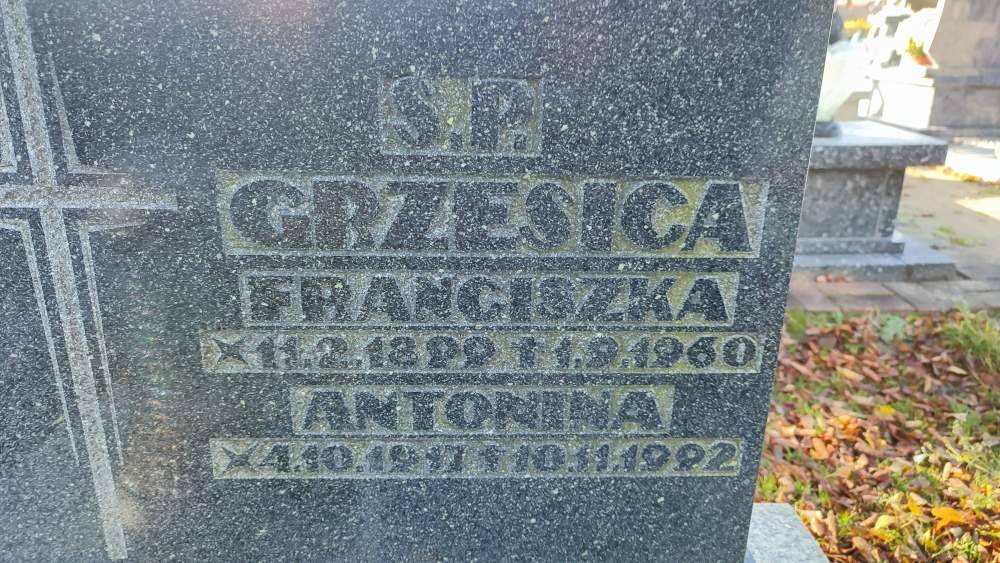 Ś.P.
GRZESICA
FRANCISZKA
×11.2.1899 †1.9.1960
ANTONINA
×4.10.1917 †10.11.1992